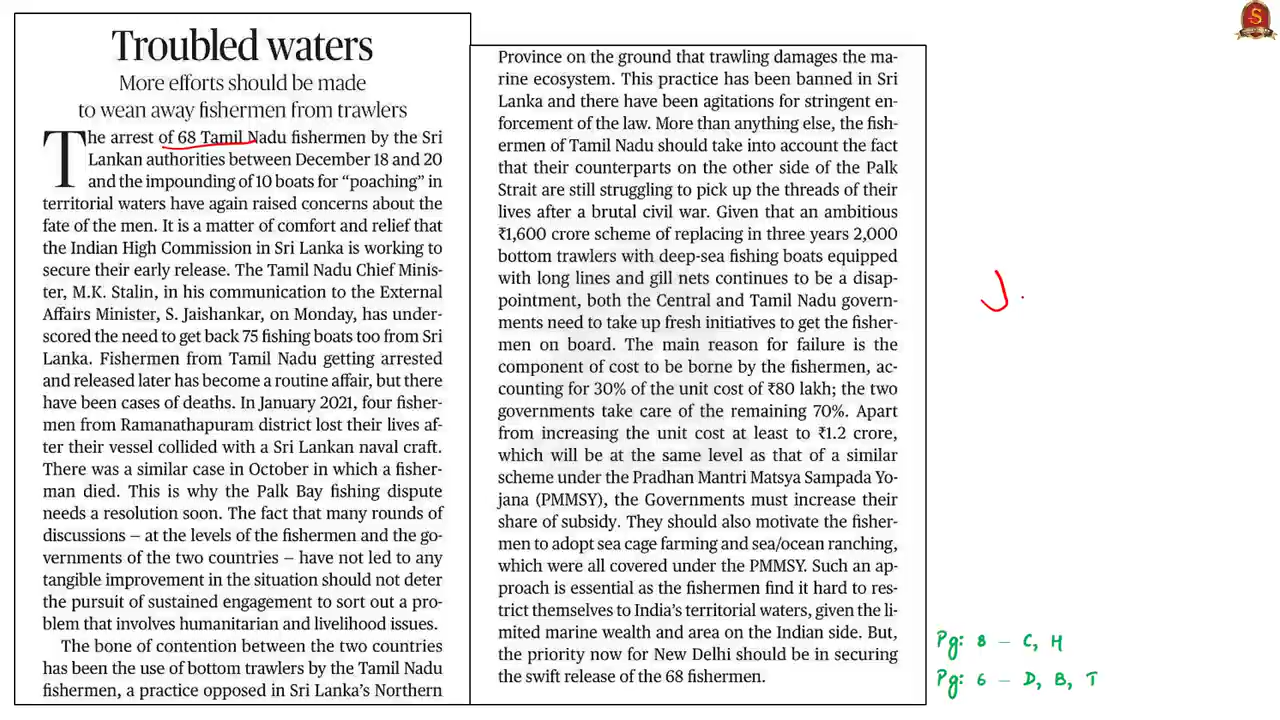 Troubled waters
More efforts should be made
to wean away fishermen from trawlers
The arrest of 68 Tamil Nadu fishermen by the Sri
Lankan authorities between December 18 and 20
and the impounding of 10 boats for “poaching” in
territorial waters have again raised concerns about the
fate of the men. It is a matter of comfort and relief that
the Indian High Commission in Sri Lanka is working to
secure their early release. The Tamil Nadu Chief Minis-
ter, M.K. Stalin, in his communication to the External
Affairs Minister, S. Jaishankar, on Monday, has under-
scored the need to get back 75 fishing boats too from Sri
Lanka. Fishermen from Tamil Nadu getting arrested
and released later has become a routine affair, but there
have been cases of deaths. In January 2021, four fisher-
men from Ramanathapuram district lost their lives af-
ter their vessel collided with a Sri Lankan naval craft.
There was a similar case in October in which a fisher-
man died. This is why the Palk Bay fishing dispute
needs a resolution soon. The fact that many rounds of
discussions — at the levels of the fishermen and the go-
vernments of the two countries — have not led to any
tangible improvement in the situation should not deter
the pursuit of sustained engagement to sort out a pro-
blem that involves humanitarian and livelihood issues.
The bone of contention between the two countries
has been the use of bottom trawlers by the Tamil Nadu
fishermen, a practice opposed in Sri Lanka’s Northern
Province on the ground that trawling damages the ma-
rine ecosystem. This practice has been banned in Sri
Lanka and there have been agitations for stringent en-
forcement of the law. More than anything else, the fish-
ermen of Tamil Nadu should take into account the fact
that their counterparts on the other side of the Palk
Strait are still struggling to pick up the threads of their
lives after a brutal civil war. Given that an ambitious
₹1,600 crore scheme of replacing in three years 2,000
bottom trawlers with deep-sea fishing boats equipped
with long lines and gill nets continues to be a disap-
pointment, both the Central and Tamil Nadu govern-
ments need to take up fresh initiatives to get the fisher-
men on board. The main reason for failure is the
component of cost to be borne by the fishermen, ac-
counting for 30% of the unit cost of ₹80 lakh; the two
governments take care of the remaining 70%. Apart
from increasing the unit cost at least to ₹1.2 crore,
which will be at the same level as that of a similar
scheme under the Pradhan Mantri Matsya Sampada Yo-
jana (PMMSY), the Governments must increase their
share of subsidy. They should also motivate the fisher-
men to adopt sea cage farming and sea/ocean ranching,
which were all covered under the PMMSY. Such an ap-
proach is essential as the fishermen find it hard to res-
trict themselves to India’s territorial waters, given the li-
mited marine wealth and area on the Indian side. But,
the priority now for New Delhi should be in securing
the swift release of the 68 fishermen.
Pg: 8 – C, H
Pg: 6 – D, B, T